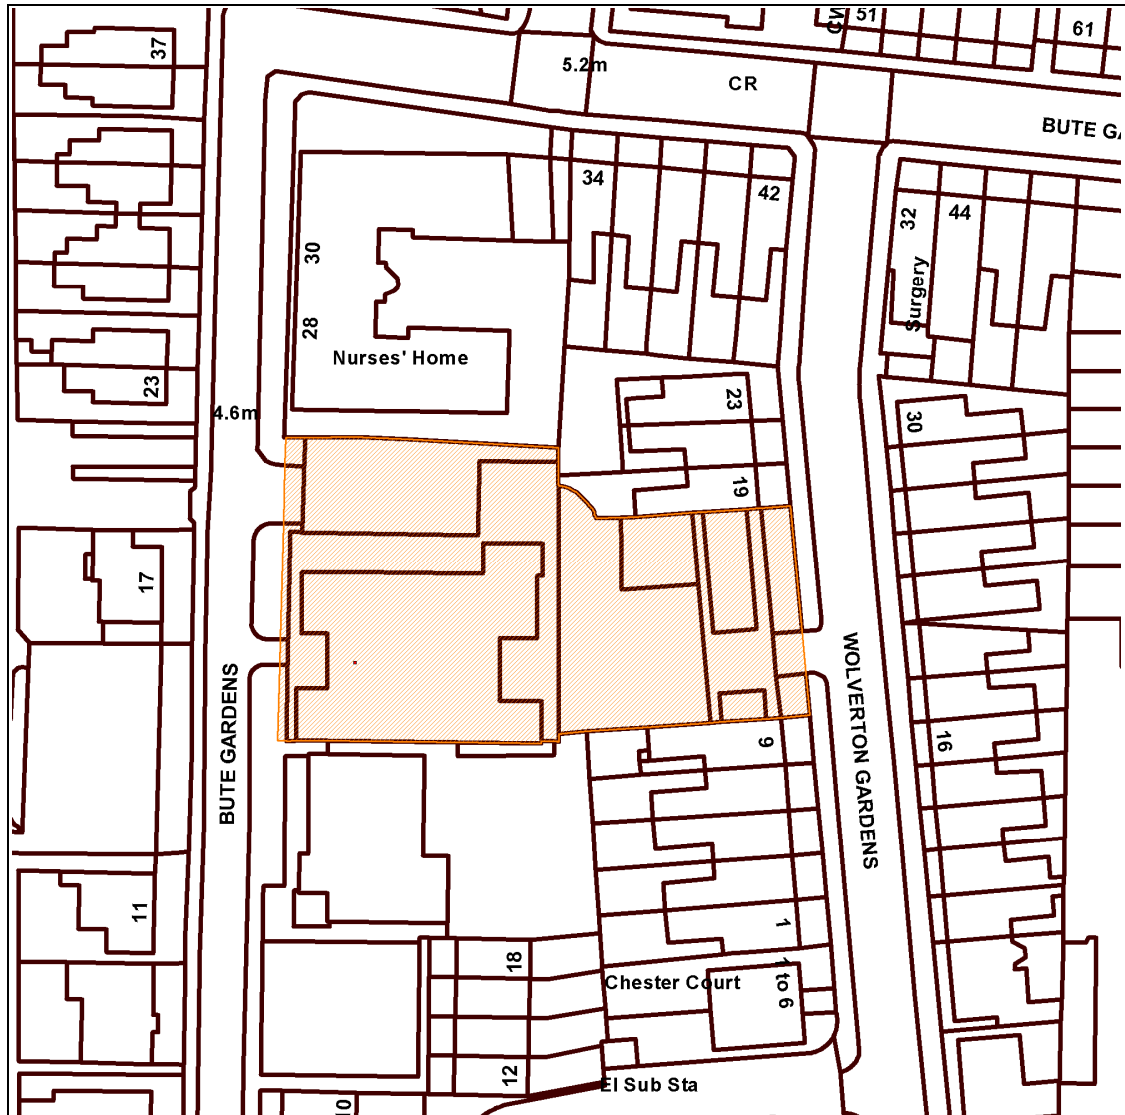 37
5.2m
51
61
CR
BUTE GA
34
42
32
44
30
Surgery
28
Nurses' Home
23
4.6m
23
30
19
17
BUTE GARDENS
WOLVERTON GARDENS
9
16
11
1
18
Chester Court
1 to 6
12
El Sub Sta
10